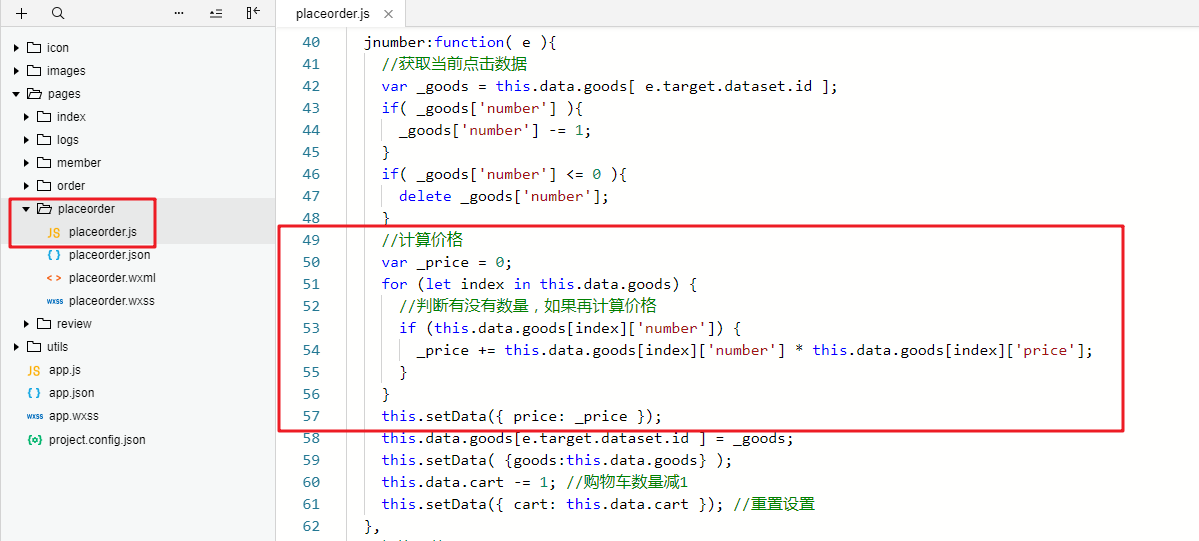 placeorder.js
icon
images
pages
index
logs
member
order
placeorder
JS placeorder.js
{ } placeorder.json
< > placeorder.wxml
wxss placeorder.wxss
review
utils
JS app.js
{ } app.json
wxss app.wxss
{o} project.config.json
40 jnumber:function( e ){
41 //获取当前点击数据
42 var _goods = this.data.goods[ e.target.dataset.id ];
43 if( _goods['number'] ){
44 _goods['number'] -= 1;
45 }
46 if( _goods['number'] <= 0 ){
47 delete _goods['number'];
48 }
49 //计算价格
50 var _price = 0;
51 for (let index in this.data.goods) {
52 //判断有没有数量，如果再计算价格
53 if (this.data.goods[index]['number']) {
54 _price += this.data.goods[index]['number'] * this.data.goods[index]['price'];
55 }
56 }
57 this.setData({ price: _price });
58 this.data.goods[e.target.dataset.id ] = _goods;
59 this.setData( {goods:this.data.goods} );
60 this.data.cart -= 1; //购物车数量减1
61 this.setData({ cart: this.data.cart }); //重置设置
62 },